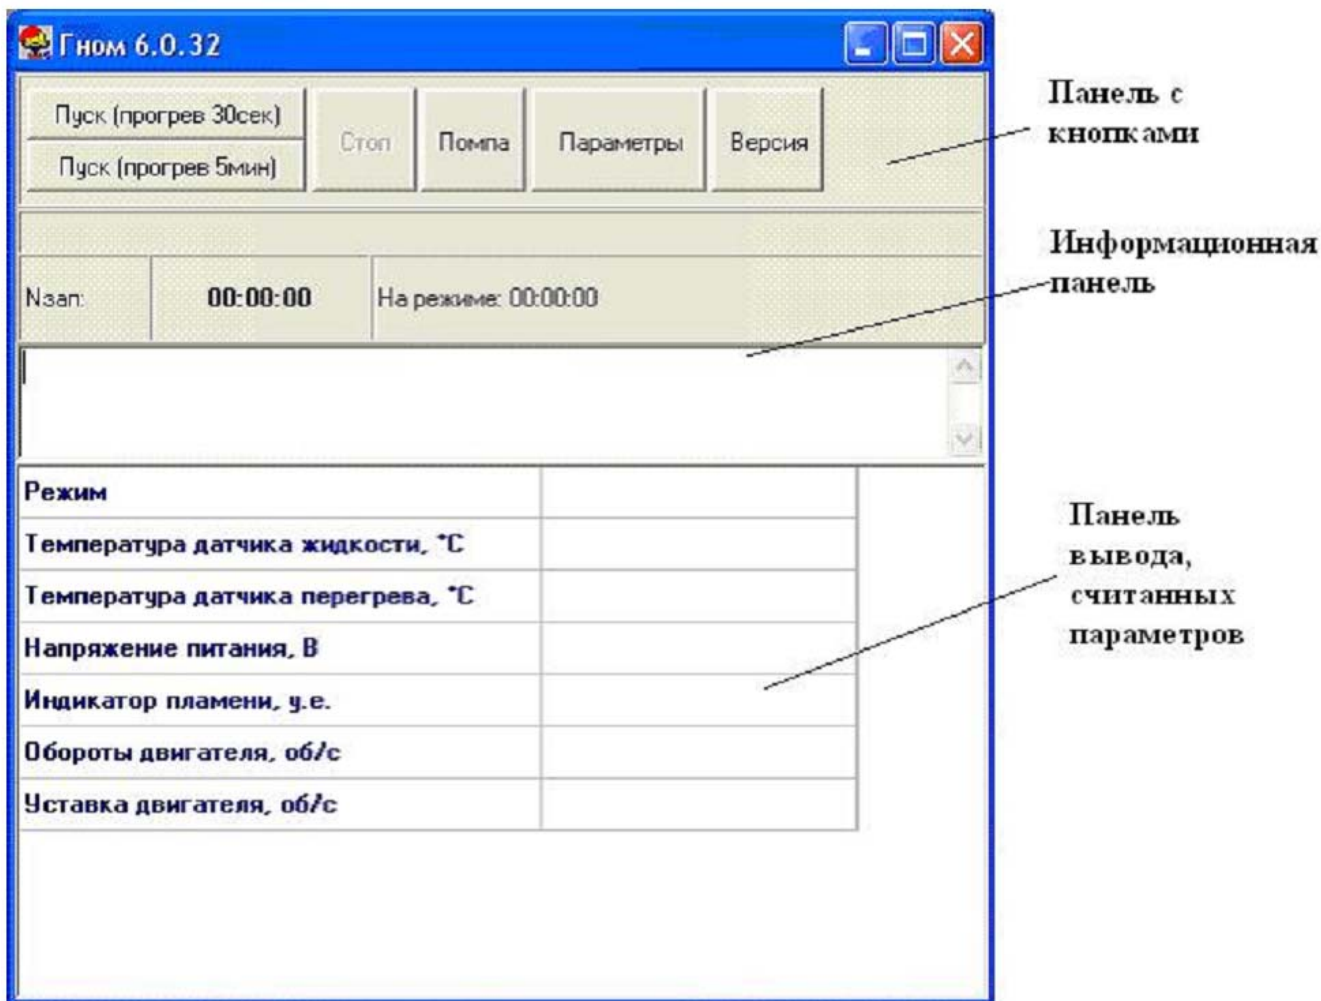 Гном 6.0.32
Пуск (прогрев 30сек)
Пуск (прогрев 5мин)
Стоп
Помпа
Параметры
Версия
Nзап:
00:00:00
На режиме: 00:00:00
Режим
Температура датчика жидкости, °C
Температура датчика перегрева, °C
Напряжение питания, В
Индикатор пламени, у.е.
Обороты двигателя, об/с
Уставка двигателя, об/с
Панель с
кнопками
Информационная
панель
Панель
вывода,
считанных
параметров